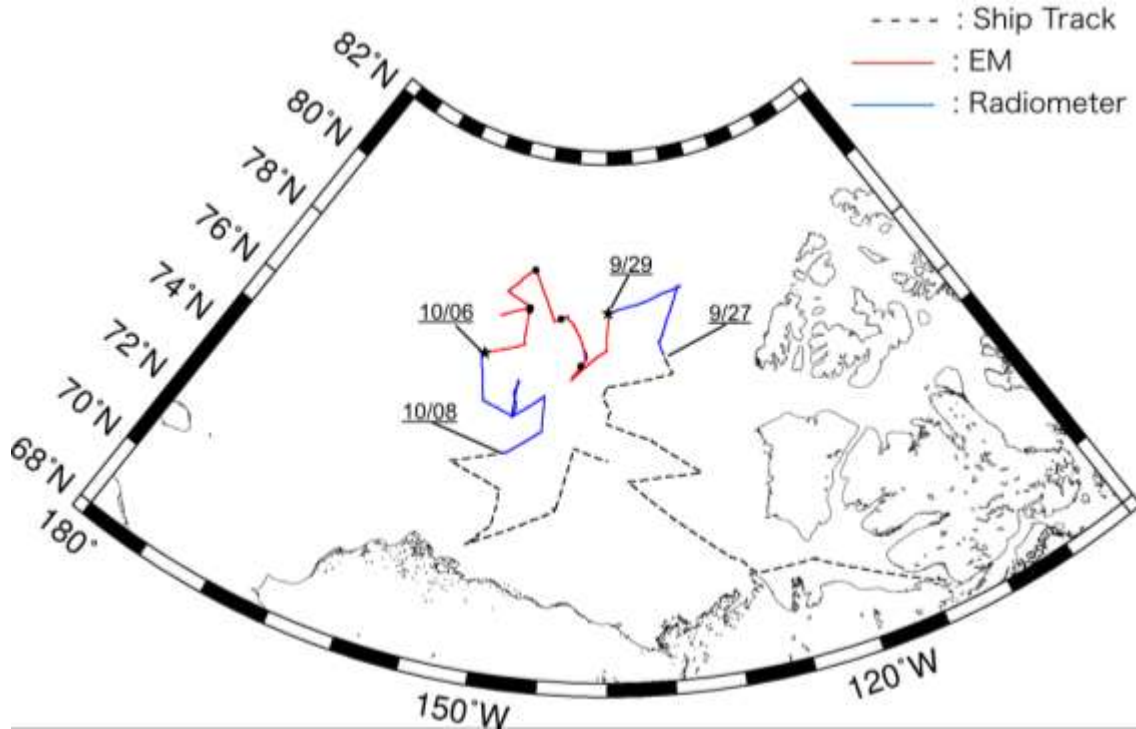 : Ship Track
: EM
: Radiometer
82°N
80°N
78°N
76°N
74°N
72°N
70°N
68°N
180°
150°W
120°W
9/29
9/27
10/06
10/08